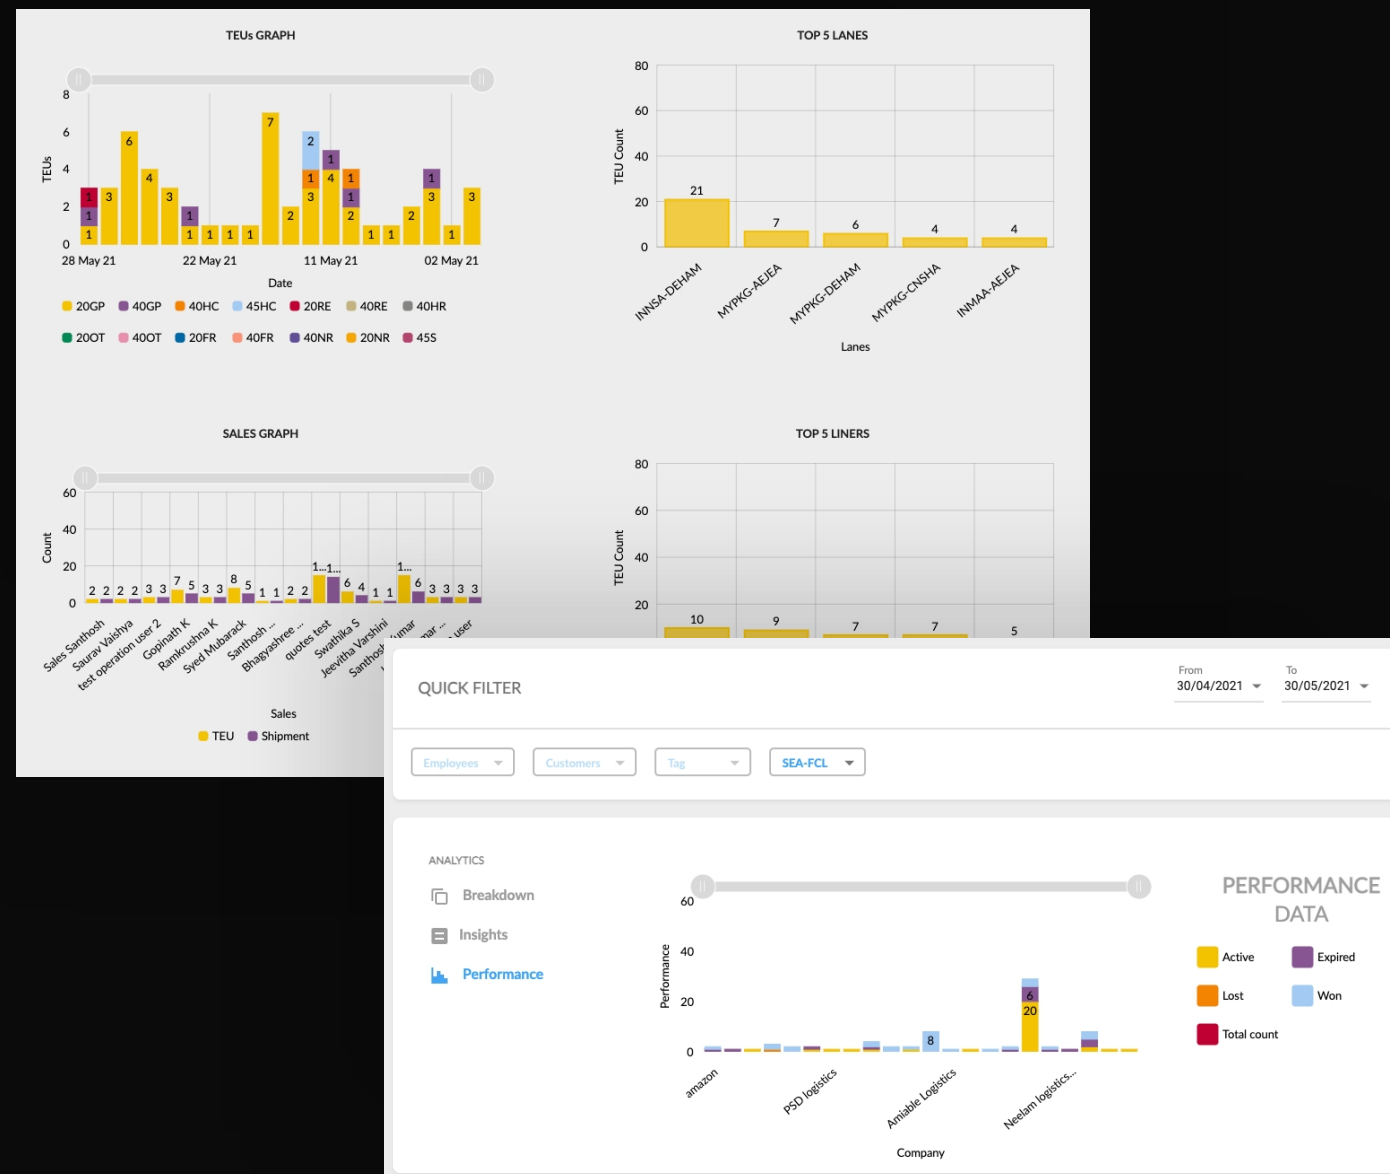 TEUs GRAPH
8
6
4
2
0
TEUs
1
1
1
3
6
4
3
1
1
1
1
1
7
2
2
1
3
1
4
1
1
2
1
1
2
1
3
1
3
28 May 21
22 May 21
11 May 21
02 May 21
Date
20GP
40GP
40HC
45HC
20RE
40RE
40HR
20OT
40OT
20FR
40FR
40NR
20NR
45S
TOP 5 LANES
80
60
40
20
0
TEU Count
21
7
6
4
4
INNSA-DEHAM
MYPKG-AEJEA
MYPKG-DEHAM
MYPKG-CNSHA
INMAA-AEJEA
Lanes
SALES GRAPH
60
40
20
0
Count
2
2
2
2
3
3
7
5
3
3
8
5
1
1
2
2
1...
1...
6
4
1
1
1...
6
3
3
3
3
Sales Santhosh
Saurav Vaishya
test operation user 2
Gopinath K
Ramkrushna K
Syed Mubarack
Santhosh ...
Bhagyashree ...
quotes test
Swathika S
Jeevitha Varshini
Sales
TEU
Shipment
TOP 5 LINERS
80
60
40
20
TEU Count
10
9
7
7
5
QUICK FILTER
From
30/04/2021
To
30/05/2021
Employees
Customers
Tag
SEA-FCL
ANALYTICS
Breakdown
Insights
Performance
60
40
20
0
Performance
8
6
20
amazon
PSD logistics
Amiable Logistics
Neelam logistics...
Company
PERFORMANCE
DATA
Active
Expired
Lost
Won
Total count